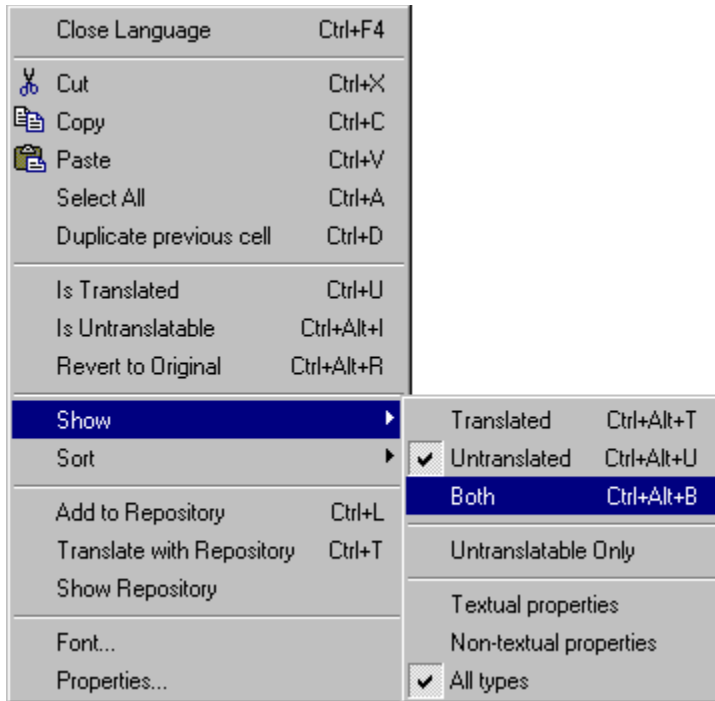 Close Language Ctrl+F4
Cut Ctrl+X
Copy Ctrl+C
Paste Ctrl+V
Select All Ctrl+A
Duplicate previous cell Ctrl+D
Is Translated Ctrl+U
Is Untranslatable Ctrl+Alt+I
Revert to Original Ctrl+Alt+R
Show
Sort
Add to Repository Ctrl+L
Translate with Repository Ctrl+T
Show Repository
Font...
Properties...
Translated Ctrl+Alt+T
Untranslated Ctrl+Alt+U
Both Ctrl+Alt+B
Untranslatable Only
Textual properties
Non-textual properties
All types